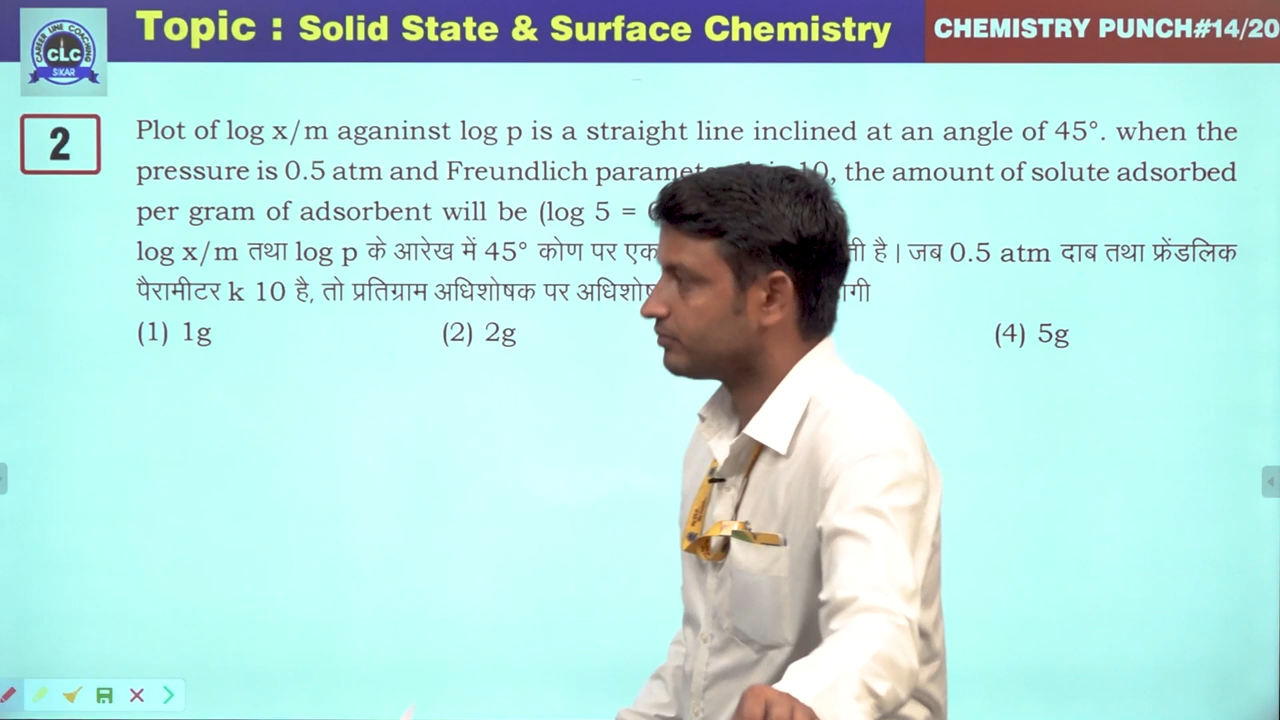 CAREER LINE COACHING
CLC
SIKAR
Topic : Solid State & Surface Chemistry
CHEMISTRY PUNCH#14/20
2
Plot of log x/m aganinst log p is a straight line inclined at an angle of 45°. when the
pressure is 0.5 atm and Freundlich 10, the amount of solute adsorbed
per gram of adsorbent will be (log 5 =
log x/m तथा log p के आरेख में 45° कोण पर एक है | जब 0.5 atm दाब तथा फ्रेंडलिक
पैरामीटर k 10 है, तो प्रतिग्राम अधिशोषक पर
(1) 1g (2) 2g (4) 5g